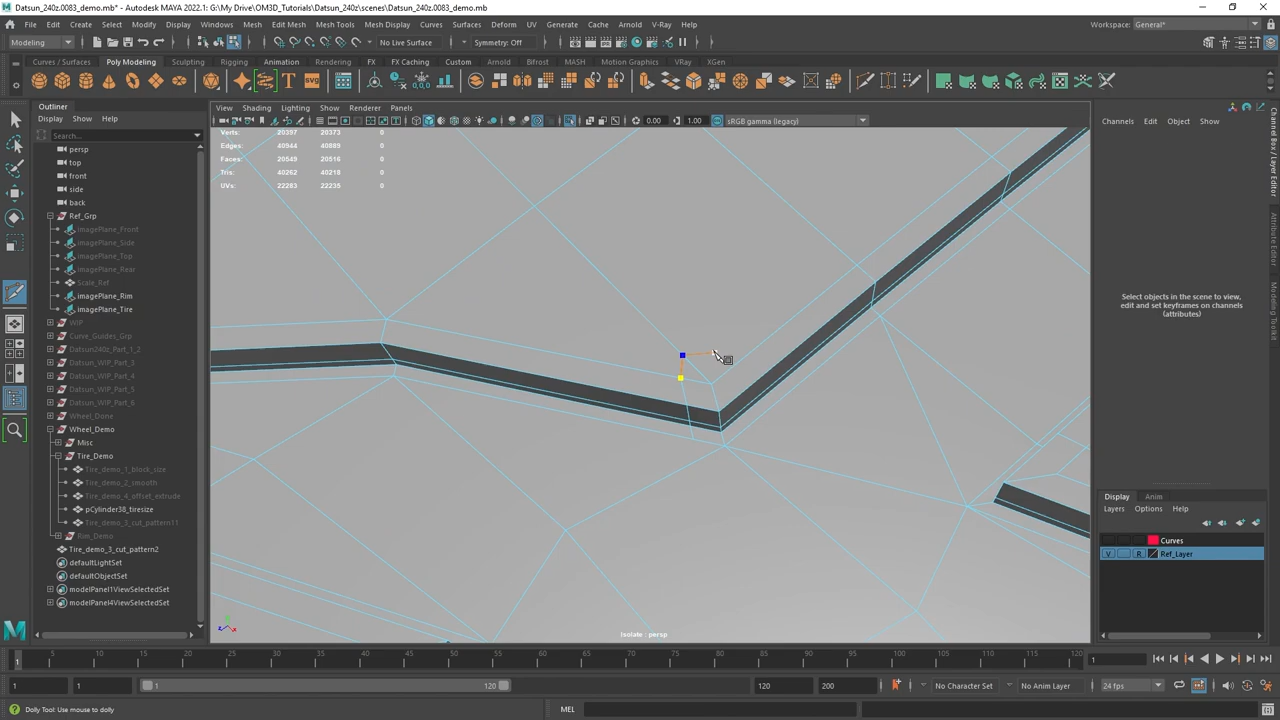 Datsun_240z.0083_demo.mb* - Autodesk MAYA 2022.1: G:\My Drive\OM3D_Tutorials\Datsun_240z\scenes\Datsun_240z.0083_demo.mb
File Edit Create Select Modify Display Windows Mesh Edit Mesh Mesh Tools Mesh Display Curves Surfaces Deform UV Generate Cache Arnold V-Ray Help
Workspace: General*
Modeling
No Live Surface
Symmetry: Off
Curves / Surfaces Poly Modeling Sculpting Rigging Animation Rendering FX FX Caching Custom Arnold Bifrost MASH Motion Graphics VRay XGen
Outliner
Display Show Help
Search...
persp
top
front
side
back
Ref_Grp
imagePlane_Front
imagePlane_Side
imagePlane_Top
imagePlane_Rear
Scale_Ref
imagePlane_Rim
imagePlane_Tire
WIP
Curve_Guides_Grp
Datsun240z_Part_1_2
Datsun_WIP_Part_3
Datsun_WIP_Part_4
Datsun_WIP_Part_5
Datsun_WIP_Part_6
Wheel_Done
Wheel_Demo
Misc
Tire_Demo
Tire_demo_1_block_size
Tire_demo_2_smooth
Tire_demo_4_offset_extrude
pCylinder38_tiresize
Tire_demo_3_cut_pattern11
Rim_Demo
Tire_demo_3_cut_pattern2
defaultLightSet
defaultObjectSet
modelPanel1ViewSelectedSet
modelPanel4ViewSelectedSet
View Shading Lighting Show Renderer Panels
0.00 1.00 sRGB gamma (legacy)
Verts: 20397 20373 0
Edges: 40944 40889 0
Faces: 20549 20516 0
Tris: 40262 40218 0
UVs: 22283 22235 0
Isolate : persp
Channels Edit Object Show
Select objects in the scene to view,
edit and set keyframes on channels
(attributes)
Channel Box / Layer Editor
Attribute Editor
Modeling Toolkit
Display Anim
Layers Options Help
Curves
V R Ref_Layer
5 10 15 20 25 30 35 40 45 50 55 60 65 70 75 80 85 90 95 100 105 110 115 120
1
1
1 1 1 120 120 200
No Character Set
No Anim Layer
24 fps
Dolly Tool: Use mouse to dolly
MEL